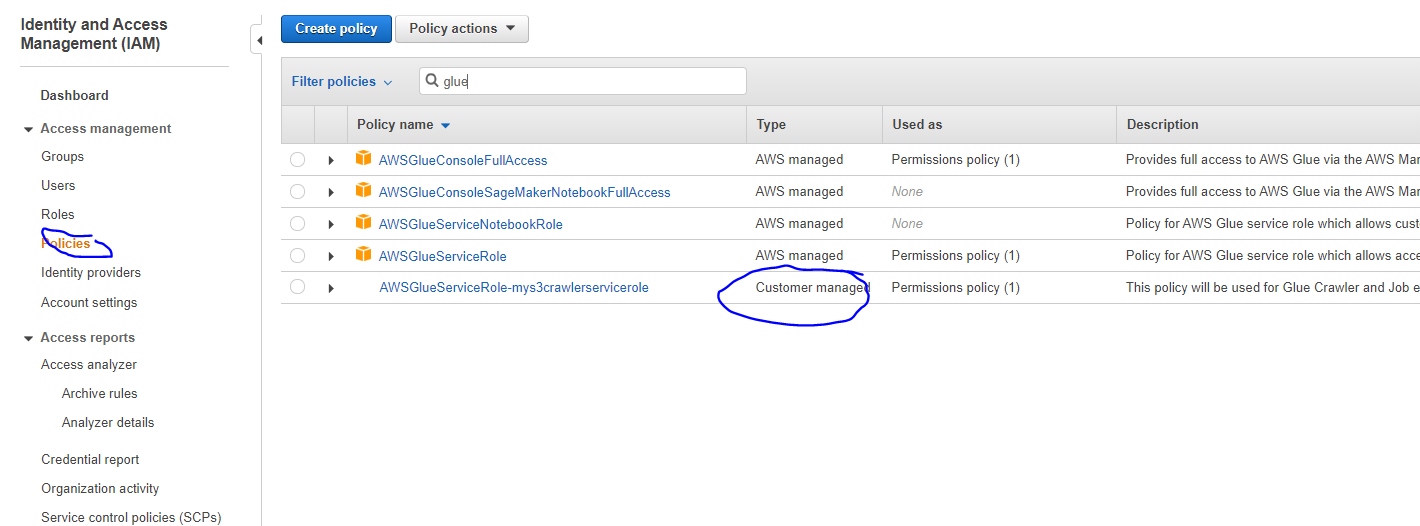 Identity and Access
Management (IAM)
Dashboard
Access management
Groups
Users
Roles
Policies
Identity providers
Account settings
Access reports
Access analyzer
Archive rules
Analyzer details
Credential report
Organization activity
Service control policies (SCPs)
Create policy Policy actions
Filter policies glue
Policy name Type Used as Description
AWSGlueConsoleFullAccess AWS managed Permissions policy (1) Provides full access to AWS Glue via the AWS Mar
AWSGlueConsoleSageMakerNotebookFullAccess AWS managed None Provides full access to AWS Glue via the AWS Mar
AWSGlueServiceNotebookRole AWS managed None Policy for AWS Glue service role which allows cust
AWSGlueServiceRole AWS managed Permissions policy (1) Policy for AWS Glue service role which allows acce
AWSGlueServiceRole-mys3crawlerservicerole Customer managed Permissions policy (1) This policy will be used for Glue Crawler and Job e